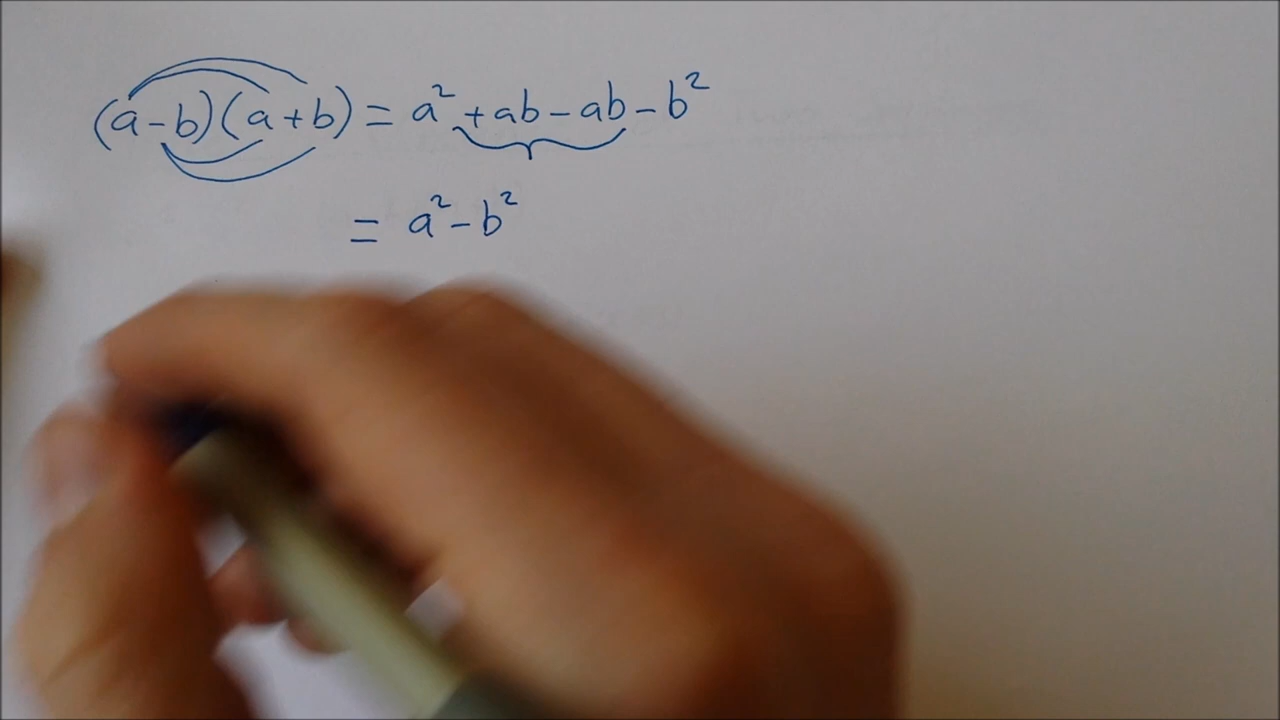 (a-b)(a+b) = a² + ab - ab - b²
= a² - b²